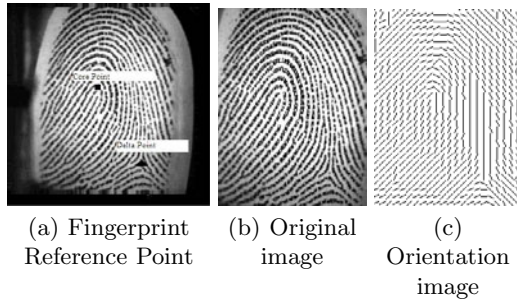 Core Point
Delta Point
(a) Fingerprint
Reference Point
(b) Original
image
(c)
Orientation
image